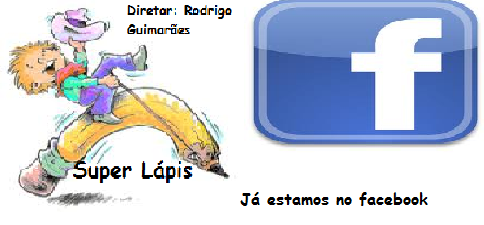 Diretor: Rodrigo
Guimarães
f
Super Lápis
Já estamos no facebook